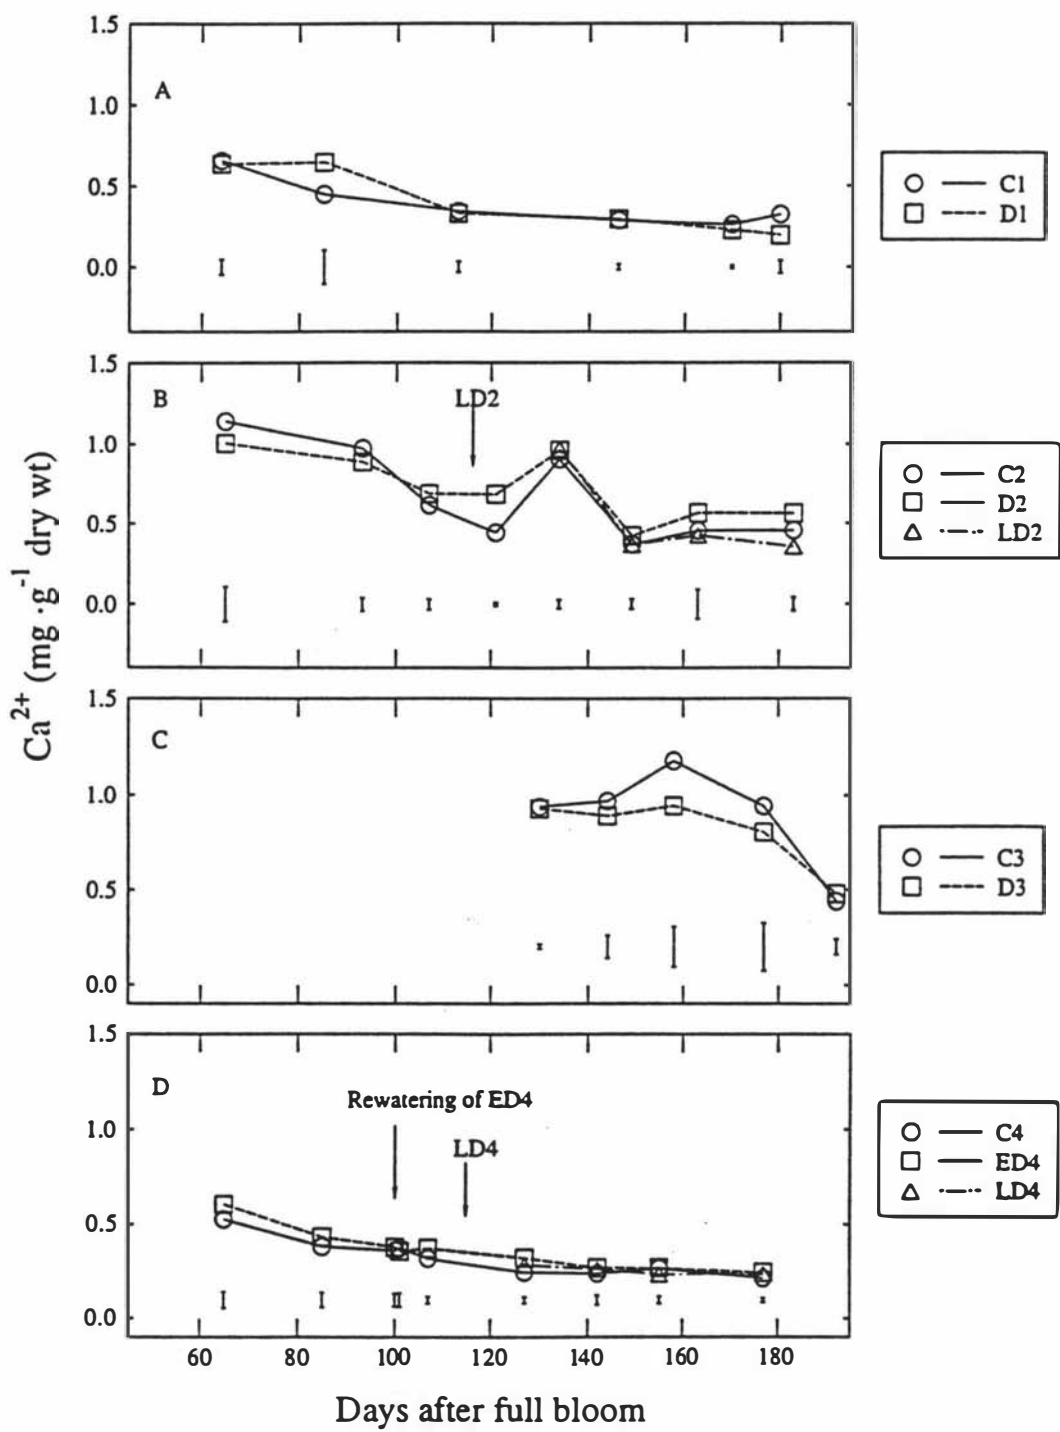 1.5
A
1.0
0.5
0.0
C1
D1
1.5
B
LD2
1.0
0.5
0.0
C2
D2
LD2
Ca²⁺ (mg ·g⁻¹ dry wt)
1.5
C
1.0
0.5
0.0
C3
D3
1.5
D
Rewatering of ED4
1.0
LD4
0.5
0.0
C4
ED4
LD4
60 80 100 120 140 160 180
Days after full bloom